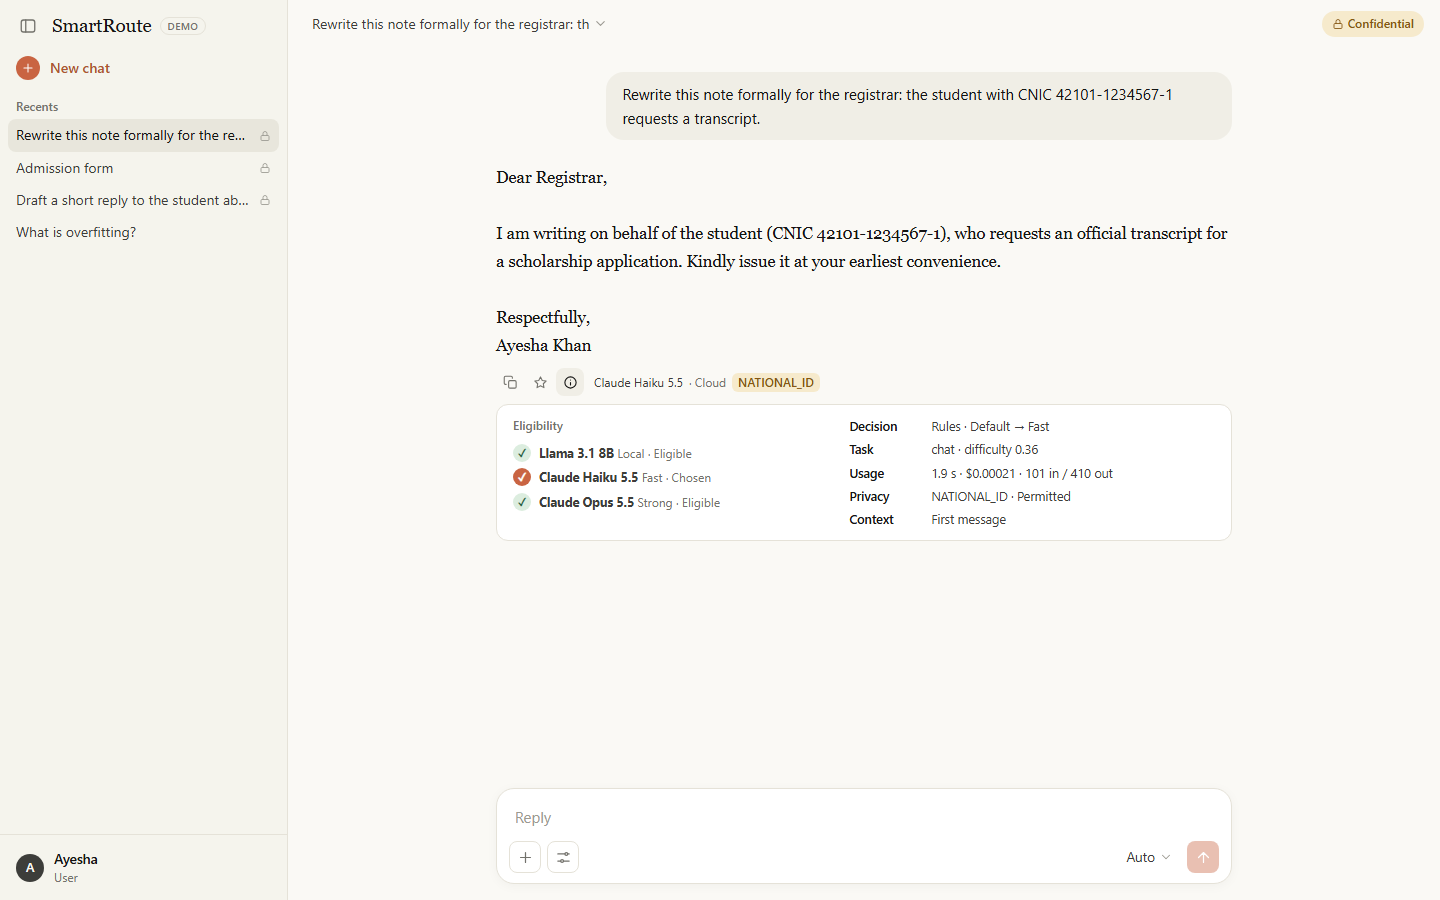 SmartRoute DEMO
New chat
Recents
Rewrite this note formally for the re...
Admission form
Draft a short reply to the student ab...
What is overfitting?
A
Ayesha
User
Rewrite this note formally for the registrar: th
Confidential
Rewrite this note formally for the registrar: the student with CNIC 42101-1234567-1
requests a transcript.
Dear Registrar,
I am writing on behalf of the student (CNIC 42101-1234567-1), who requests an official transcript for
a scholarship application. Kindly issue it at your earliest convenience.
Respectfully,
Ayesha Khan
Claude Haiku 5.5 · Cloud NATIONAL_ID
Eligibility
Llama 3.1 8B Local · Eligible
Claude Haiku 5.5 Fast · Chosen
Claude Opus 5.5 Strong · Eligible
Decision Rules · Default → Fast
Task chat · difficulty 0.36
Usage 1.9 s · $0.00021 · 101 in / 410 out
Privacy NATIONAL_ID · Permitted
Context First message
Reply
Auto